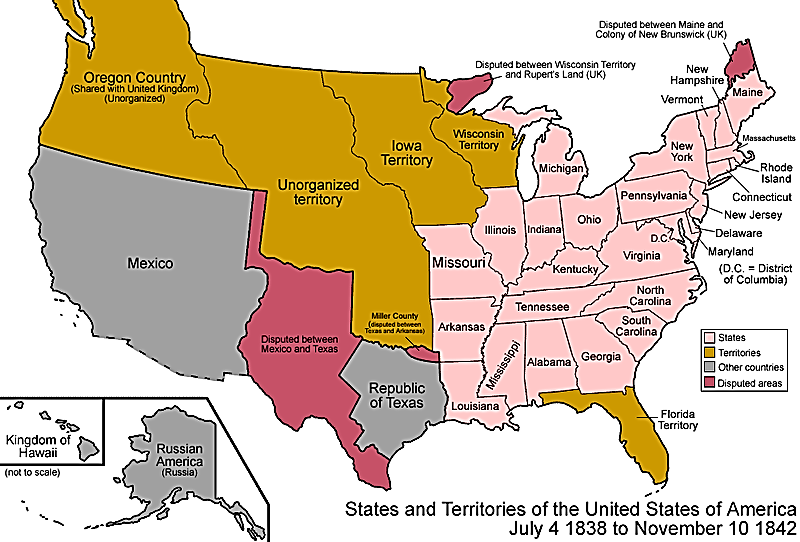 Disputed between Maine and
Colony of New Brunswick (UK)
Disputed between Wisconsin Territory
and Rupert's Land (UK)
New
Hampshire
Vermont
Maine
Oregon Country
(Shared with United Kingdom)
(Unorganized)
Iowa
Territory
Wisconsin
Territory
Michigan
New
York
Massachusetts
Rhode
Island
Connecticut
New Jersey
Delaware
Maryland
(D.C. = District
of Columbia)
Unorganized
territory
Pennsylvania
Illinois
Indiana
Ohio
D.C.
Virginia
Mexico
Missouri
Kentucky
North
Carolina
Tennessee
South
Carolina
Miller County
(disputed between
Texas and Arkansas)
Arkansas
Disputed between
Mexico and Texas
Mississippi
Alabama
Georgia
Republic
of Texas
Louisiana
Florida
Territory
States
Territories
Other countries
Disputed areas
Kingdom of
Hawaii
(not to scale)
Russian
America
(Russia)
States and Territories of the United States of America
July 4 1838 to November 10 1842